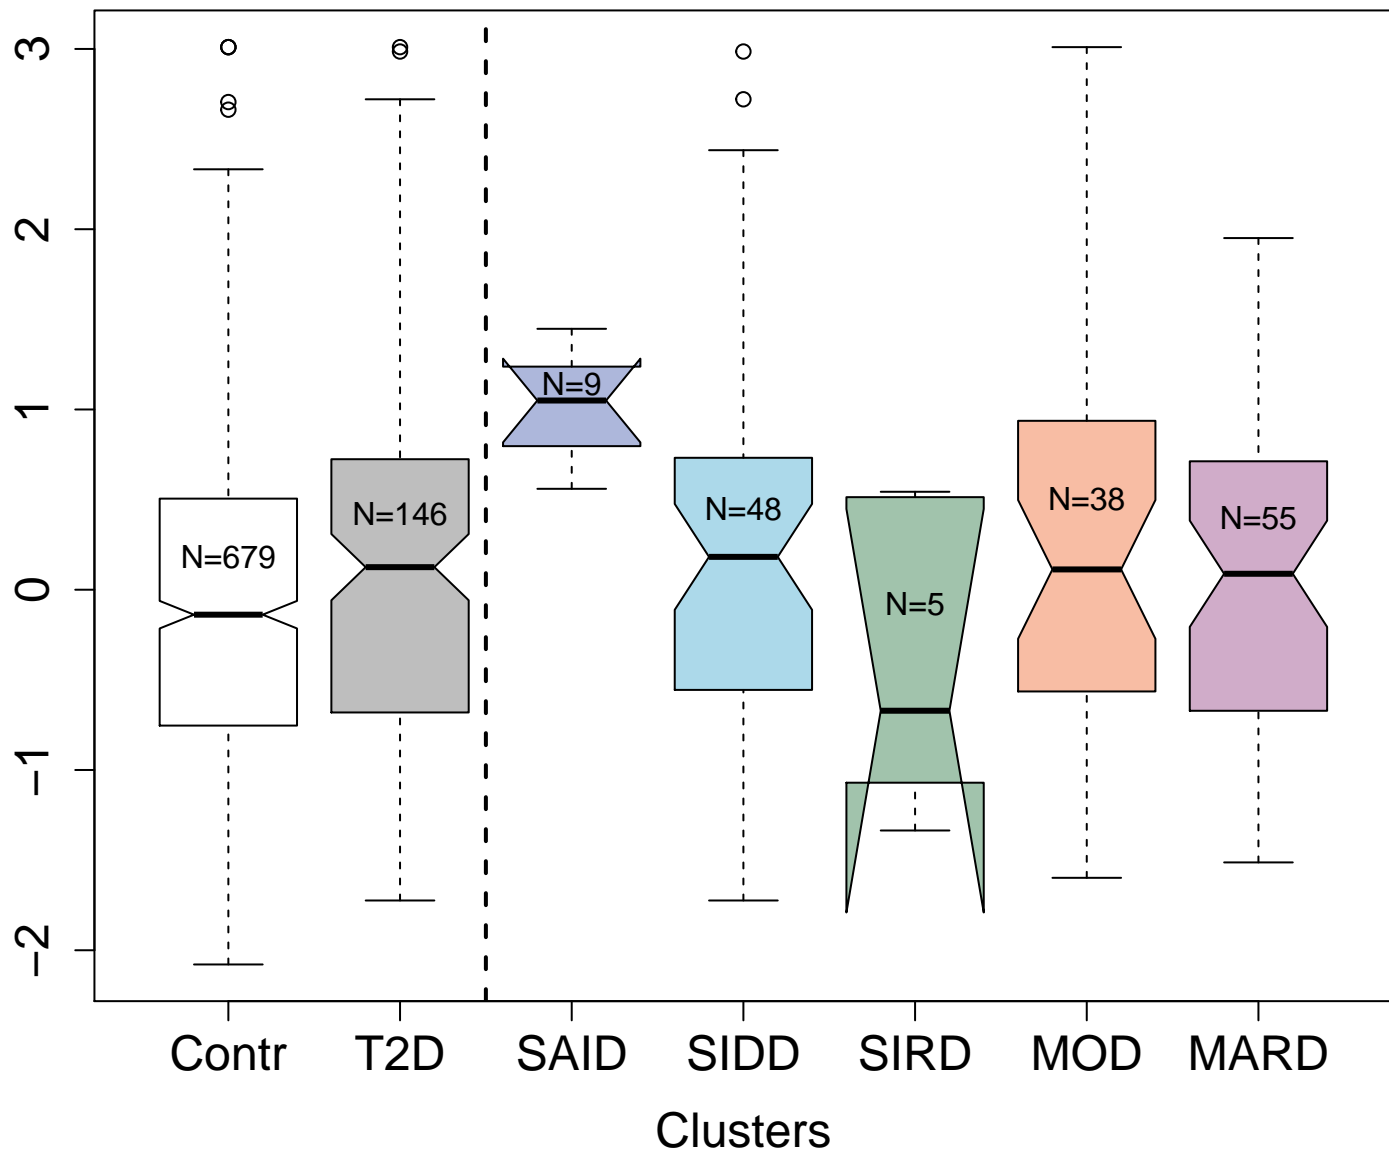 3
2
1
0
−1
−2
N=9
N=38
N=48
N=146
N=55
N=679
N=5
Contr T2D SAID SIDD SIRD MOD MARD
Clusters